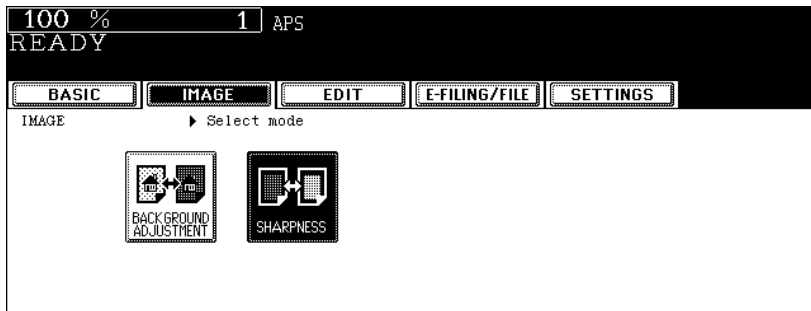 100 % 1 APS
READY
BASIC IMAGE EDIT E-FILING/FILE SETTINGS
IMAGE Select mode
BACKGROUND ADJUSTMENT
SHARPNESS